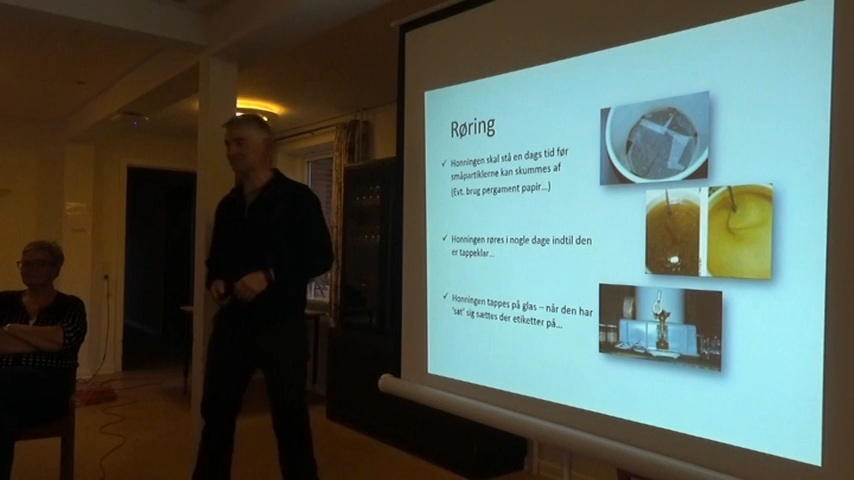 Røring
✓ Honningen skal stå en dags tid før
småpartiklerne kan skummes af
(Evt. brug pergament papir...)
✓ Honningen røres i nogle dage indtil den
er tappeklar...
✓ Honningen tappes på glas – når den har
'sat' sig sættes der etiketter på...